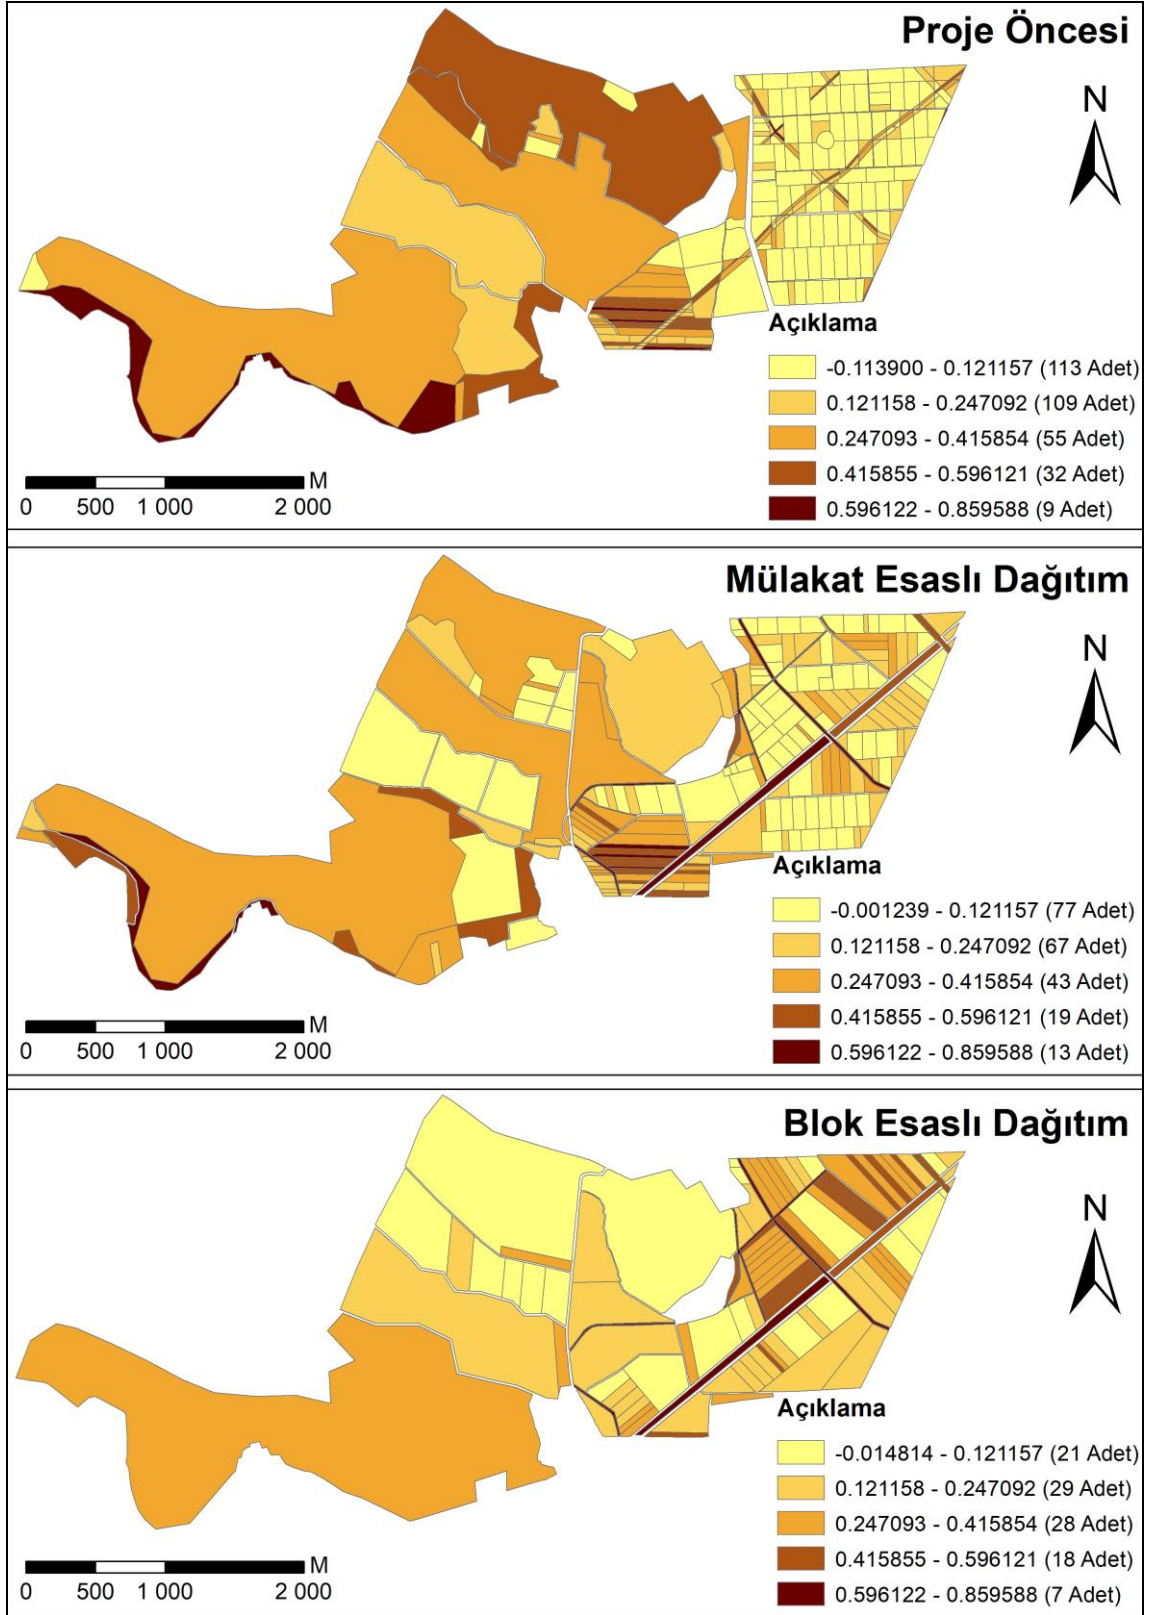 Proje Öncesi
N
Açıklama
-0.113900 - 0.121157 (113 Adet)
0.121158 - 0.247092 (109 Adet)
0.247093 - 0.415854 (55 Adet)
0.415855 - 0.596121 (32 Adet)
0.596122 - 0.859588 (9 Adet)
M
0 500 1 000 2 000
Mülakat Esaslı Dağıtım
N
Açıklama
-0.001239 - 0.121157 (77 Adet)
0.121158 - 0.247092 (67 Adet)
0.247093 - 0.415854 (43 Adet)
0.415855 - 0.596121 (19 Adet)
0.596122 - 0.859588 (13 Adet)
M
0 500 1 000 2 000
Blok Esaslı Dağıtım
N
Açıklama
-0.014814 - 0.121157 (21 Adet)
0.121158 - 0.247092 (29 Adet)
0.247093 - 0.415854 (28 Adet)
0.415855 - 0.596121 (18 Adet)
0.596122 - 0.859588 (7 Adet)
M
0 500 1 000 2 000